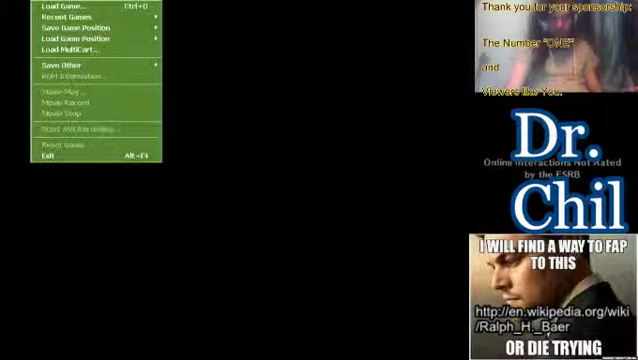 Load Game... Ctrl+O
Recent Games
Save Game Position
Load Game Position
Load MultiCart...
Save Other
ROM Information...
Movie Play...
Movie Record
Movie Stop
Start AVI Recording...
Reset Game
Exit Alt+F4
Thank you for your sponsorship:
The Number "ONE"
and
Viewers like You.
Dr.
Online Interactions Not Rated
by the ESRB
Chil
I WILL FIND A WAY TO FAP
TO THIS
http://en.wikipedia.org/wiki
/Ralph_H._Baer
OR DIE TRYING